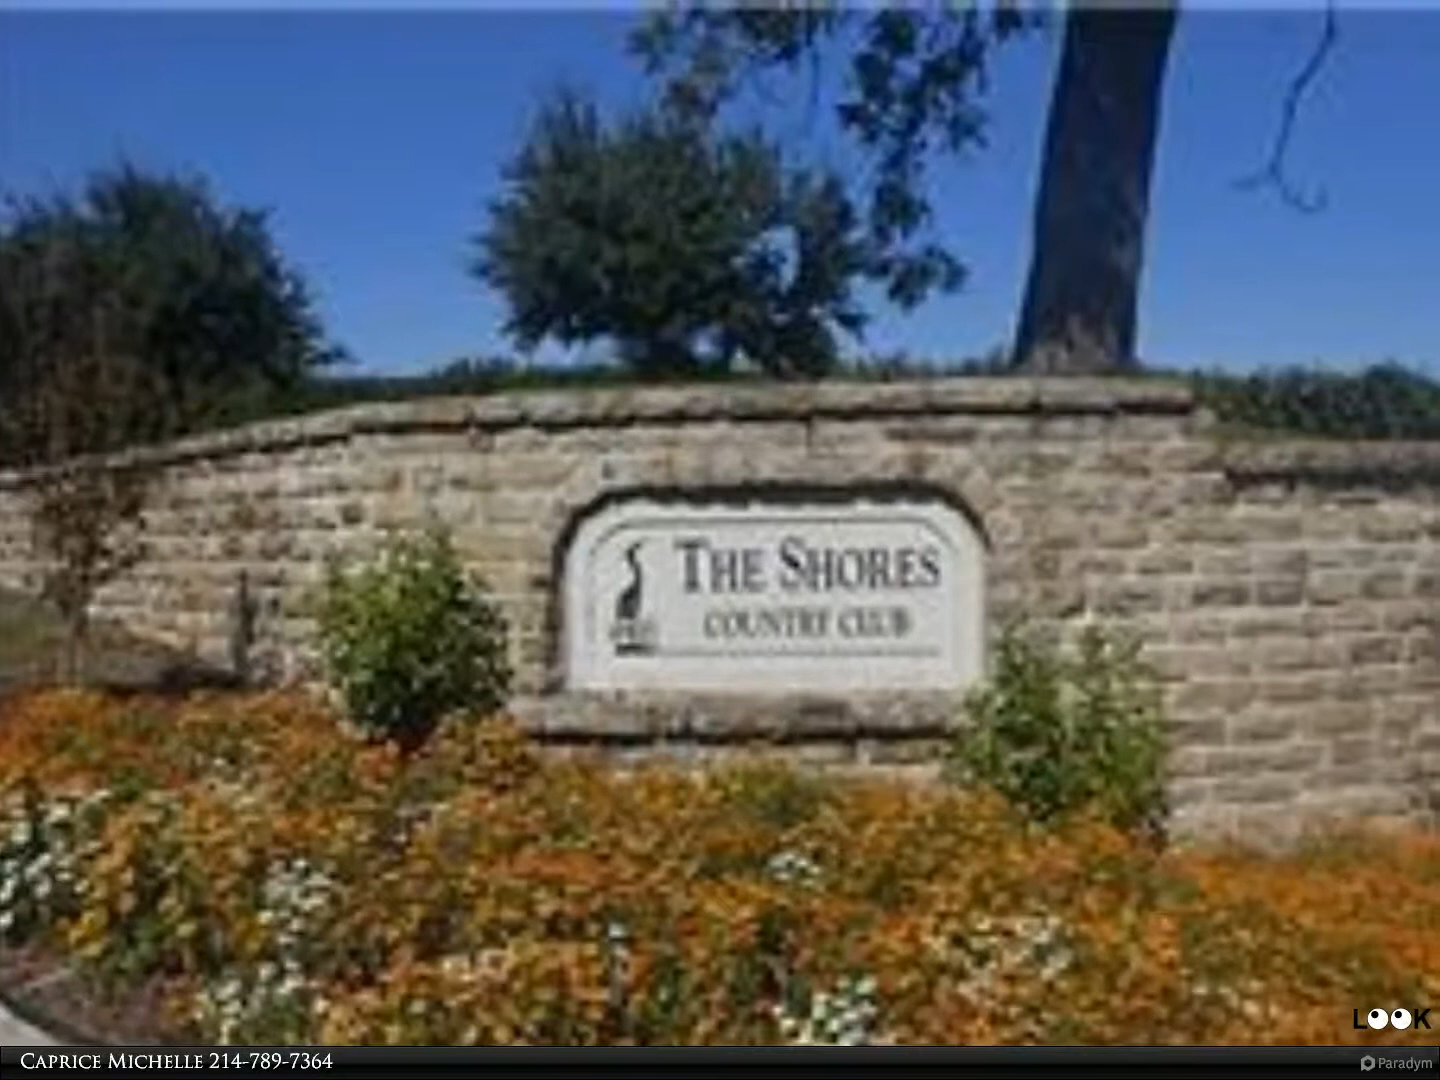 THE SHORES
COUNTRY CLUB
LOOK
CAPRICE MICHELLE 214-789-7364
Paradym